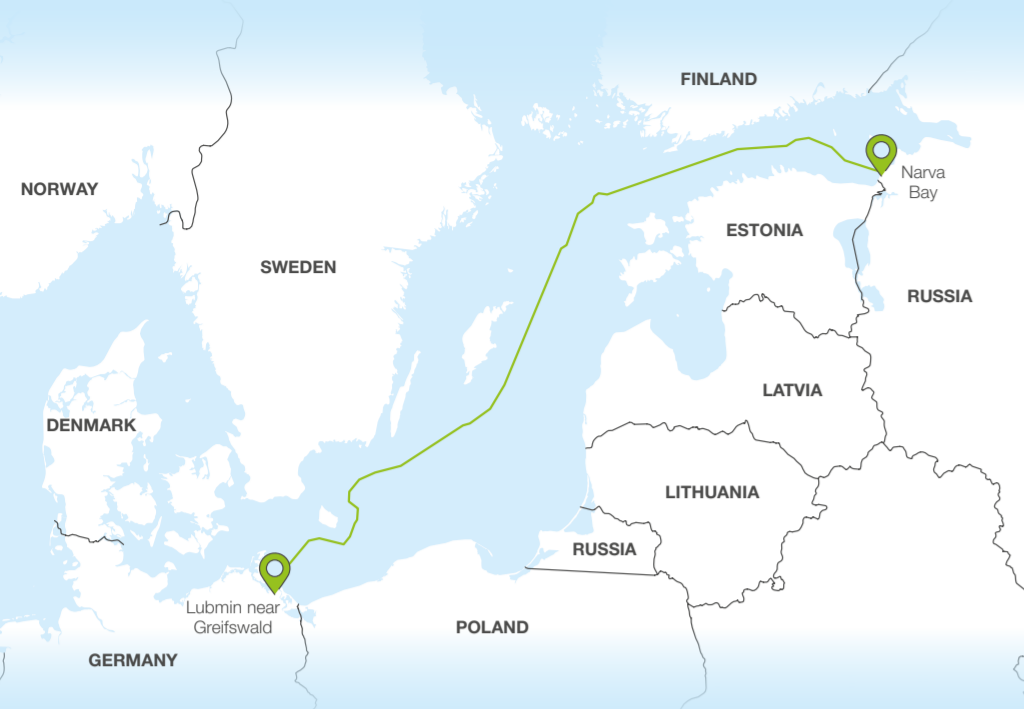 FINLAND
Narva
Bay
NORWAY
ESTONIA
SWEDEN
RUSSIA
LATVIA
DENMARK
LITHUANIA
RUSSIA
Lubmin near
Greifswald
POLAND
GERMANY